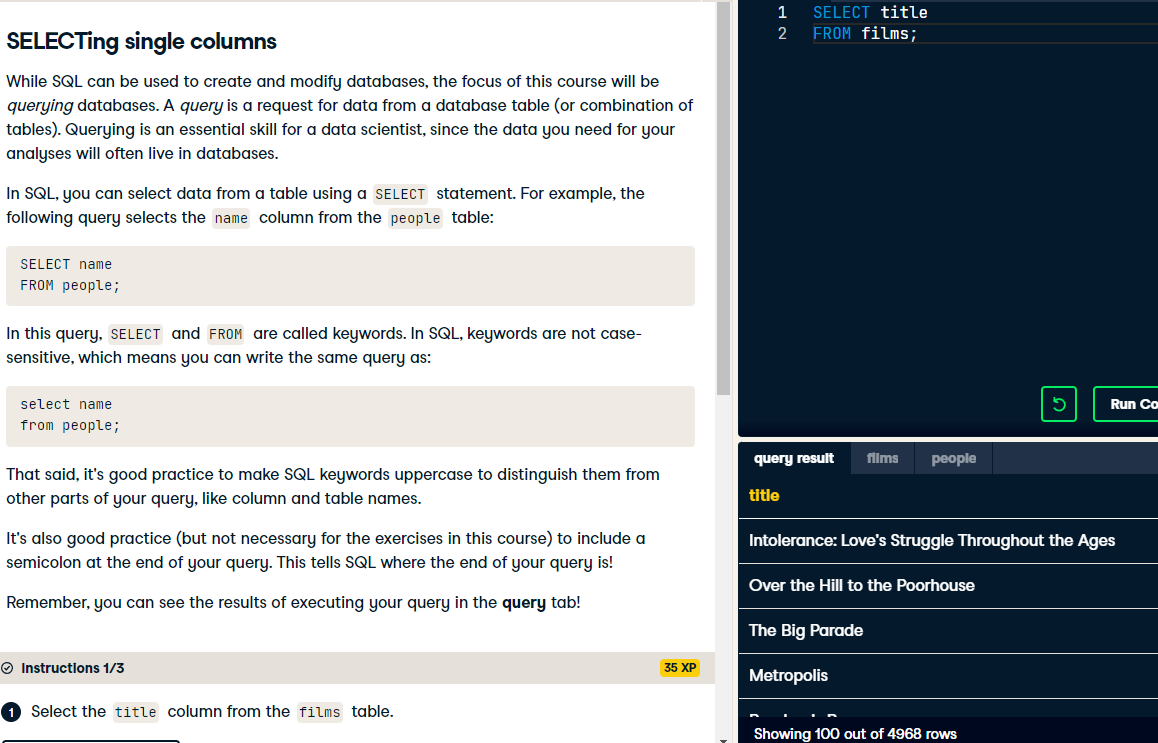 SELECTing single columns
While SQL can be used to create and modify databases, the focus of this course will be
querying databases. A query is a request for data from a database table (or combination of
tables). Querying is an essential skill for a data scientist, since the data you need for your
analyses will often live in databases.
In SQL, you can select data from a table using a SELECT statement. For example, the
following query selects the name column from the people table:
SELECT name
FROM people;
In this query, SELECT and FROM are called keywords. In SQL, keywords are not case-
sensitive, which means you can write the same query as:
select name
from people;
That said, it's good practice to make SQL keywords uppercase to distinguish them from
other parts of your query, like column and table names.
It's also good practice (but not necessary for the exercises in this course) to include a
semicolon at the end of your query. This tells SQL where the end of your query is!
Remember, you can see the results of executing your query in the query tab!
Instructions 1/3
35 XP
1 Select the title column from the films table.
1 SELECT title
2 FROM films;
Run Co
query result films people
title
Intolerance: Love's Struggle Throughout the Ages
Over the Hill to the Poorhouse
The Big Parade
Metropolis
Showing 100 out of 4968 rows